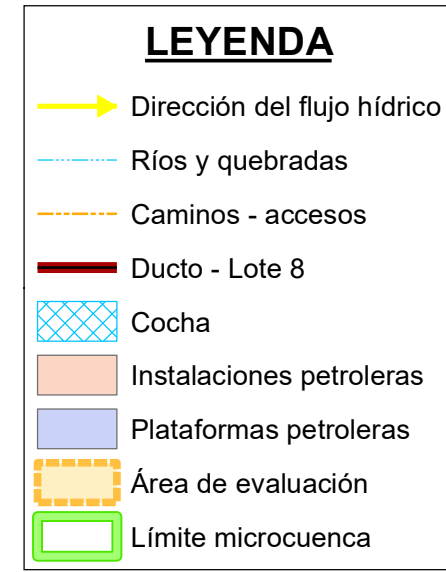 LEYENDA
Dirección del flujo hídrico
Ríos y quebradas
Caminos - accesos
Ducto - Lote 8
Cocha
Instalaciones petroleras
Plataformas petroleras
Área de evaluación
Límite microcuenca